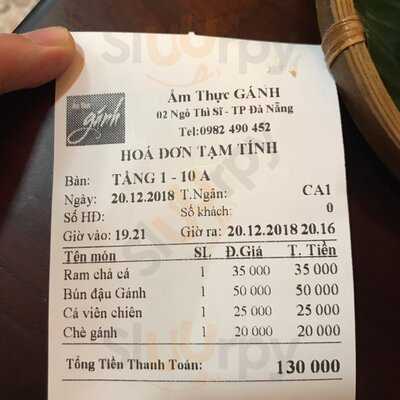 Ẩm Thực
gánh
Ẩm Thực GÁNH
02 Ngô Thì Sĩ - TP Đà Nẵng
Tel:0982 490 452
HOÁ ĐƠN TẠM TÍNH
Bàn: TẦNG 1 - 10 A
Ngày: 20.12.2018 T.Ngân: CA1
Số HĐ: Số khách: 0
Giờ vào: 19.21 Giờ ra: 20.12.2018 20.16
Tên món SL Đ.Giá T. Tiền
Ram chả cá 1 35 000 35 000
Bún đậu Gánh 1 50 000 50 000
Cá viên chiên 1 25 000 25 000
Chè gánh 1 20 000 20 000
Tổng Tiền Thanh Toán: 130 000